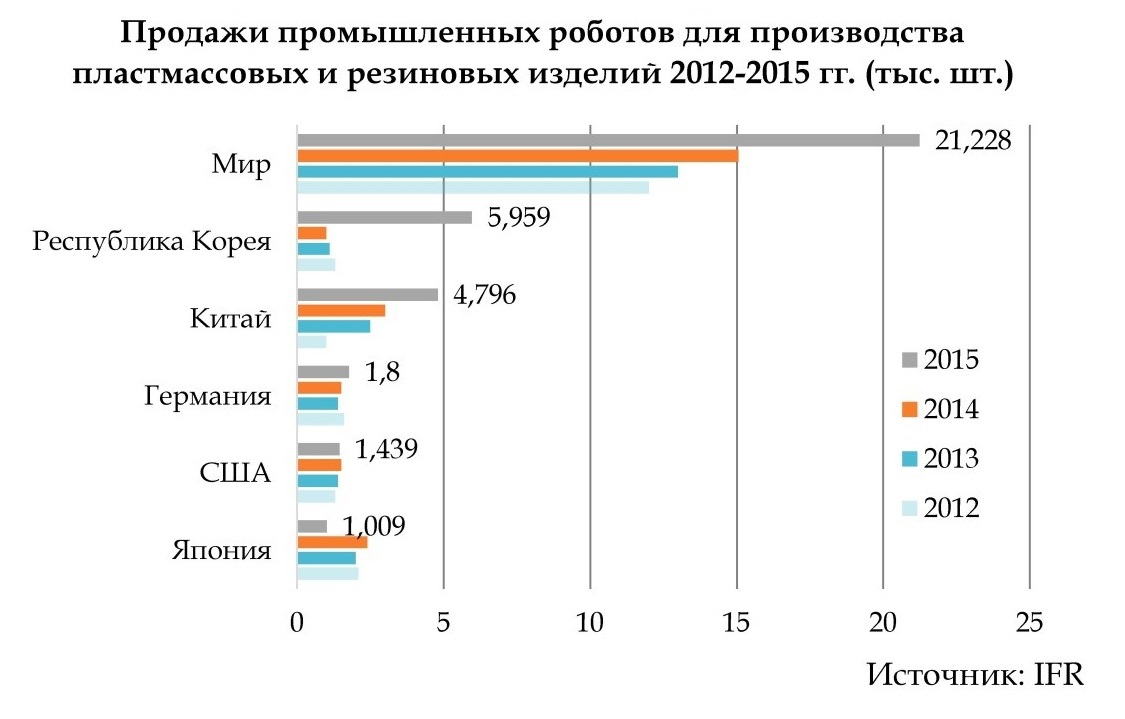 Продажи промышленных роботов для производства
пластмассовых и резиновых изделий 2012-2015 гг. (тыс. шт.)
Мир
21,228
Республика Корея
5,959
Китай
4,796
Германия
1,8
США
1,439
Япония
1,009
2015
2014
2013
2012
0 5 10 15 20 25
Источник: IFR